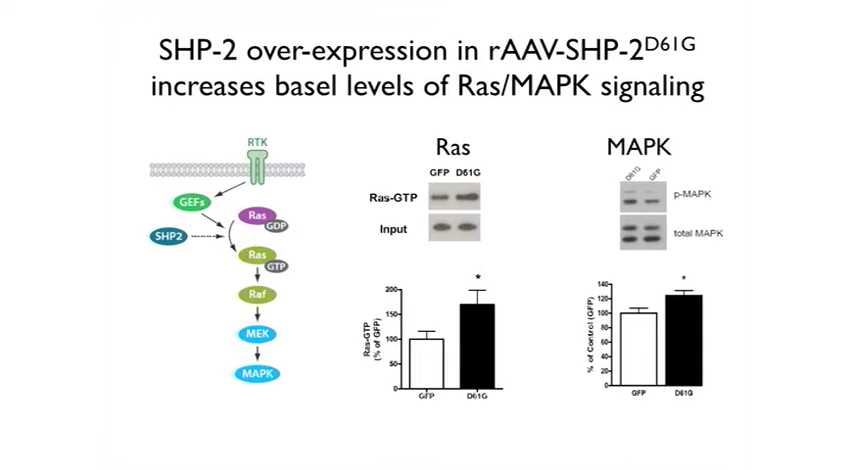 SHP-2 over-expression in rAAV-SHP-2D61G
increases basel levels of Ras/MAPK signaling
RTK
GEFs
Ras
GDP
SHP2
Ras
GTP
Raf
MEK
MAPK
Ras
GFP D61G
Ras-GTP
Input
*
Ras-GTP
(% of GFP)
200
150
100
50
0
GFP
D61G
MAPK
D61G
GFP
p-MAPK
total MAPK
*
% of Control (GFP)
140
120
100
80
60
40
20
0
GFP
D61G